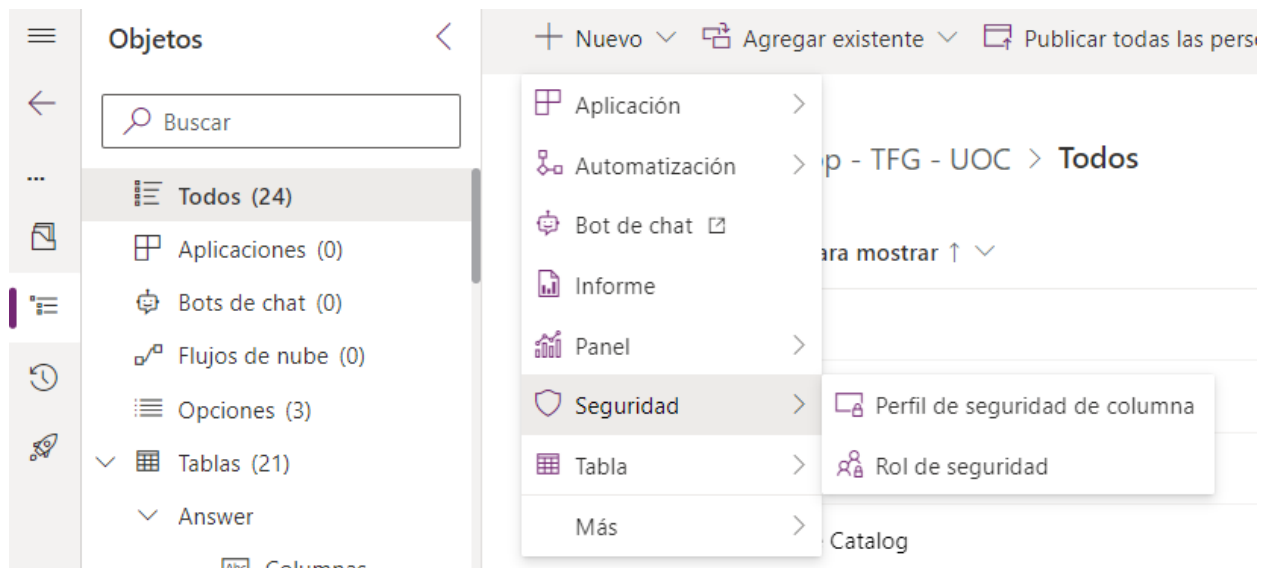 Objetos
Nuevo
Agregar existente
Publicar todas las pers
Buscar
Todos (24)
Aplicaciones (0)
Bots de chat (0)
Flujos de nube (0)
Opciones (3)
Tablas (21)
Answer
Columnas
Aplicación
Automatización
Bot de chat
Informe
Panel
Seguridad
Tabla
Más
Perfil de seguridad de columna
Rol de seguridad
p - TFG - UOC > Todos
ara mostrar ↑
Catalog